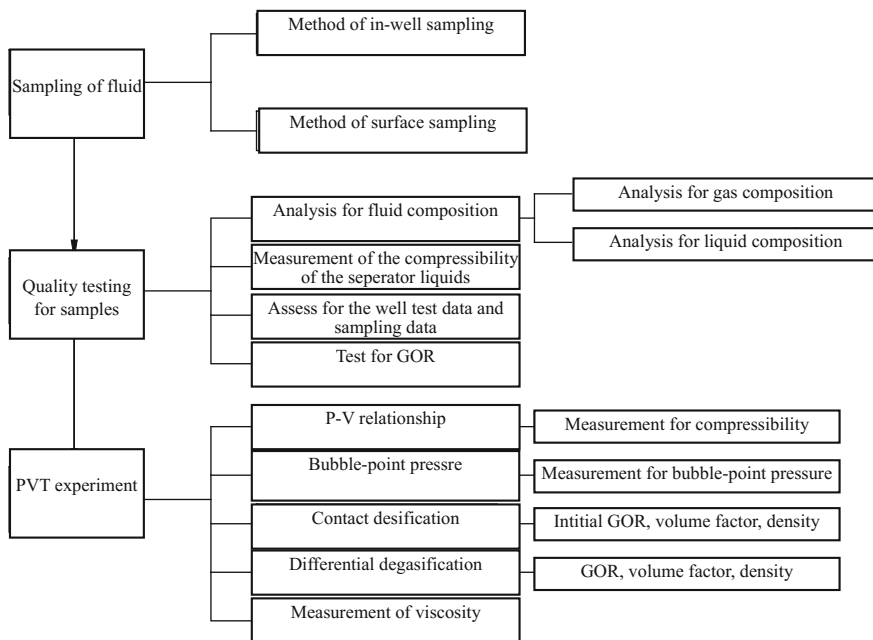 Method of in-well sampling
Sampling of fluid
Method of surface sampling
Analysis for gas composition
Analysis for fluid composition
Analysis for liquid composition
Measurement of the compressibility
of the seperator liquids
Quality testing
for samples
Assess for the well test data and
sampling data
Test for GOR
P-V relationship
Measurement for compressibility
Bubble-point pressre
Measurement for bubble-point pressure
PVT experiment
Contact desification
Intitial GOR, volume factor, density
Differential degasification
GOR, volume factor, density
Measurement of viscosity